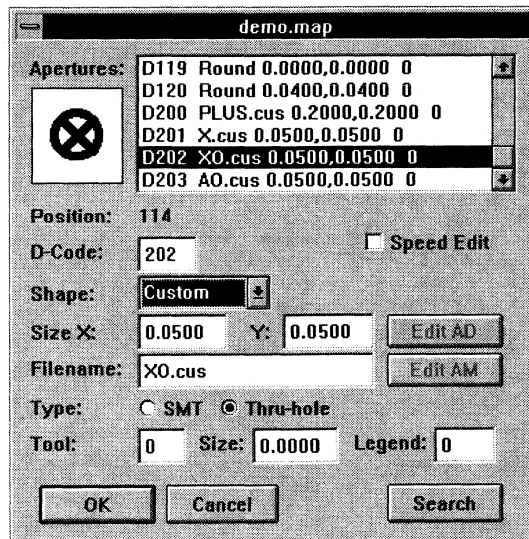 demo.map
Apertures:
D119 Round 0.0000,0.0000 0
D120 Round 0.0400,0.0400 0
D200 PLUS.cus 0.2000,0.2000 0
D201 X.cus 0.0500,0.0500 0
D202 XO.cus 0.0500,0.0500 0
D203 AO.cus 0.0500,0.0500 0
Position: 114
D-Code: 202 Speed Edit
Shape: Custom
Size X: 0.0500 Y: 0.0500 Edit AD
Filename: XO.cus Edit AM
Type: SMT Thru-hole
Tool: 0 Size: 0.0000 Legend: 0
OK Cancel Search